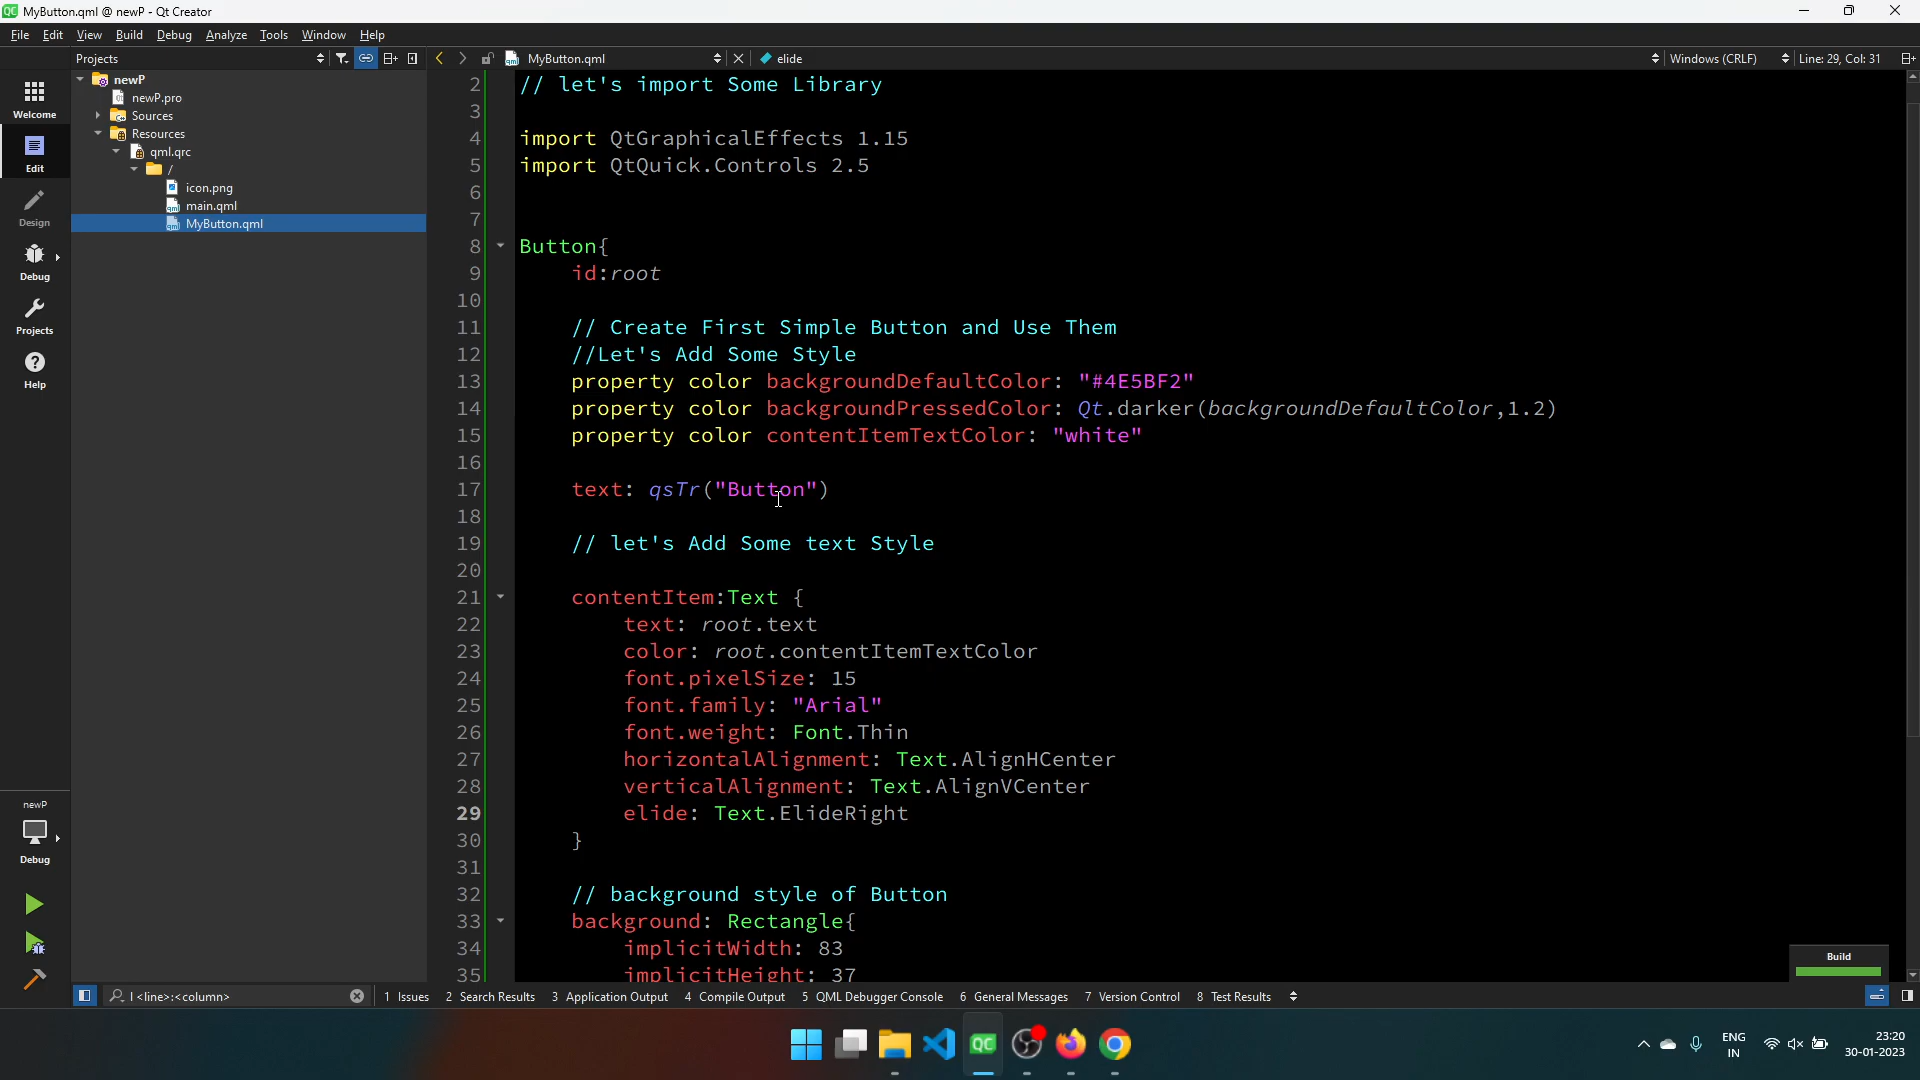 MyButton.qml @ newP - Qt Creator
File Edit View Build Debug Analyze Tools Window Help
Projects
MyButton.qml
elide
Windows (CRLF)
Line: 29, Col: 31
Welcome
Edit
Design
Debug
Projects
Help
newP
Debug
newP
newP.pro
Sources
Resources
qml.qrc
/
icon.png
main.qml
MyButton.qml
2 // let's import Some Library
3
4 import QtGraphicalEffects 1.15
5 import QtQuick.Controls 2.5
6
7
8 Button{
9 id:root
10
11 // Create First Simple Button and Use Them
12 //Let's Add Some Style
13 property color backgroundDefaultColor: "#4E5BF2"
14 property color backgroundPressedColor: Qt.darker(backgroundDefaultColor,1.2)
15 property color contentItemTextColor: "white"
16
17 text: qsTr("Button")
18
19 // let's Add Some text Style
20
21 contentItem:Text {
22 text: root.text
23 color: root.contentItemTextColor
24 font.pixelSize: 15
25 font.family: "Arial"
26 font.weight: Font.Thin
27 horizontalAlignment: Text.AlignHCenter
28 verticalAlignment: Text.AlignVCenter
29 elide: Text.ElideRight
30 }
31
32 // background style of Button
33 background: Rectangle{
34 implicitWidth: 83
35 implicitHeight: 37
Build
l <line>:<column>
1 Issues 2 Search Results 3 Application Output 4 Compile Output 5 QML Debugger Console 6 General Messages 7 Version Control 8 Test Results
QC
ENG
IN
23:20
30-01-2023